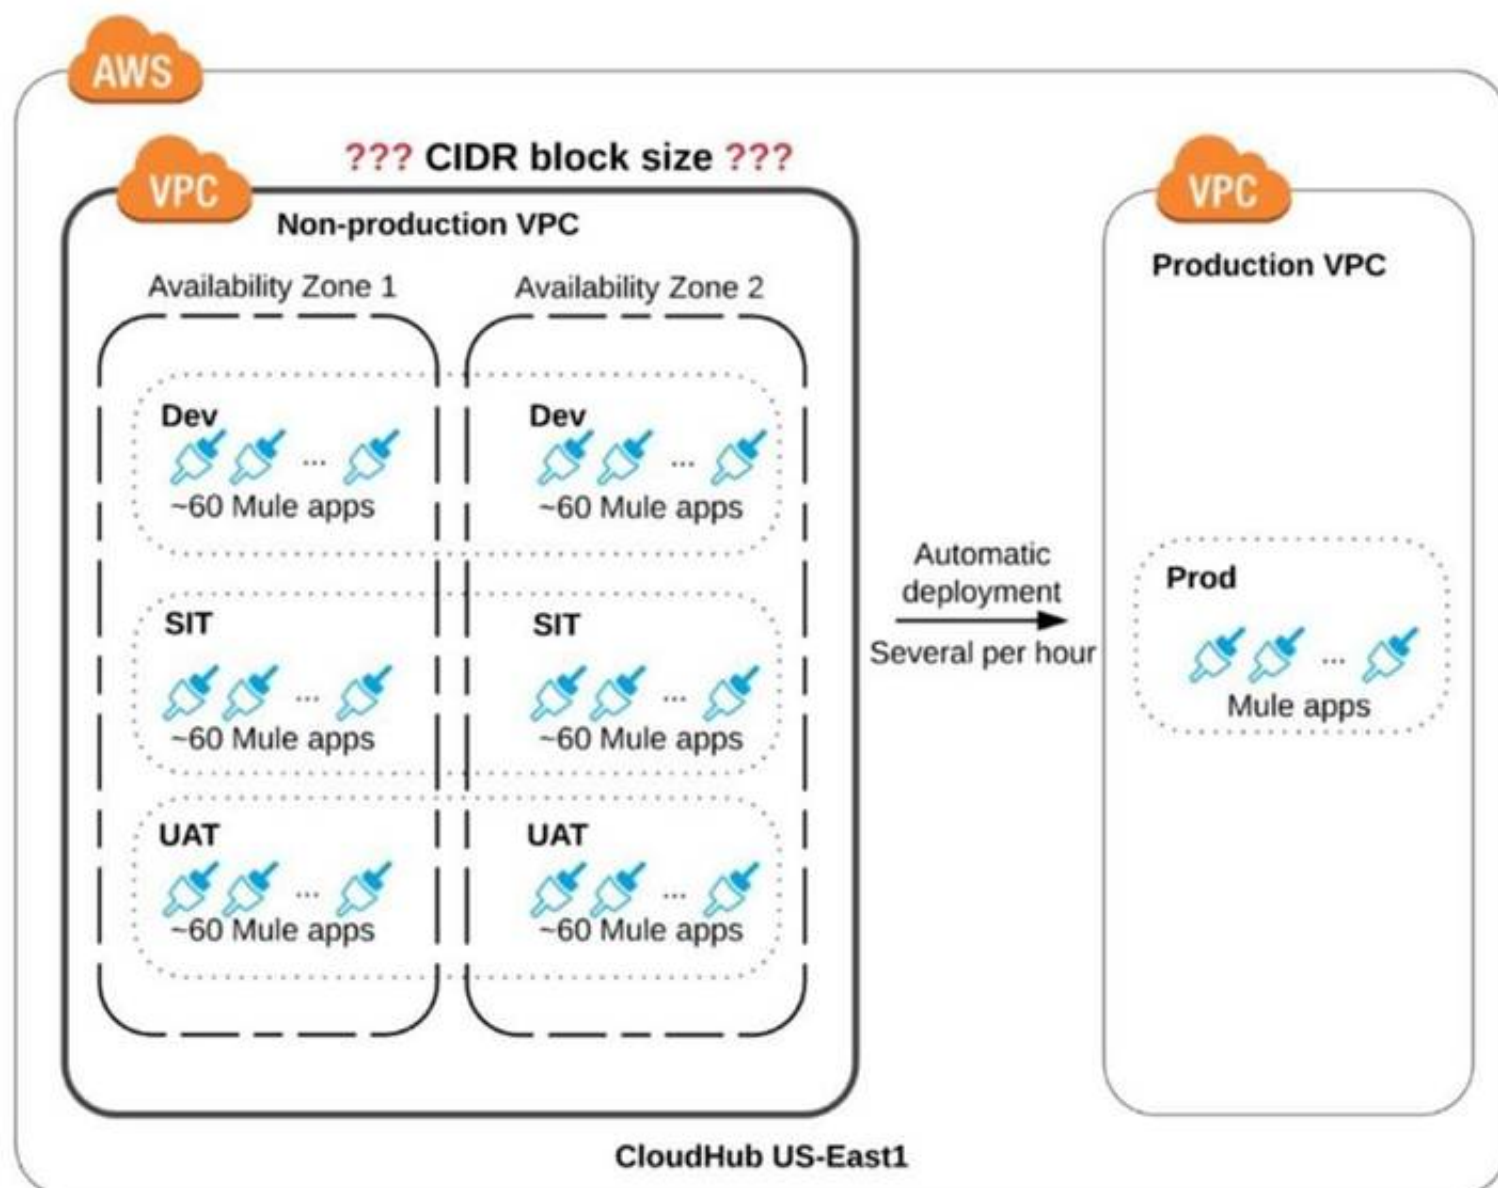 AWS
??? CIDR block size ???
VPC
Non-production VPC
Availability Zone 1
Availability Zone 2
Dev
...
~60 Mule apps
Dev
...
~60 Mule apps
SIT
...
~60 Mule apps
SIT
...
~60 Mule apps
UAT
...
~60 Mule apps
UAT
...
~60 Mule apps
Automatic
deployment
Several per hour
VPC
Production VPC
Prod
...
Mule apps
CloudHub US-East1